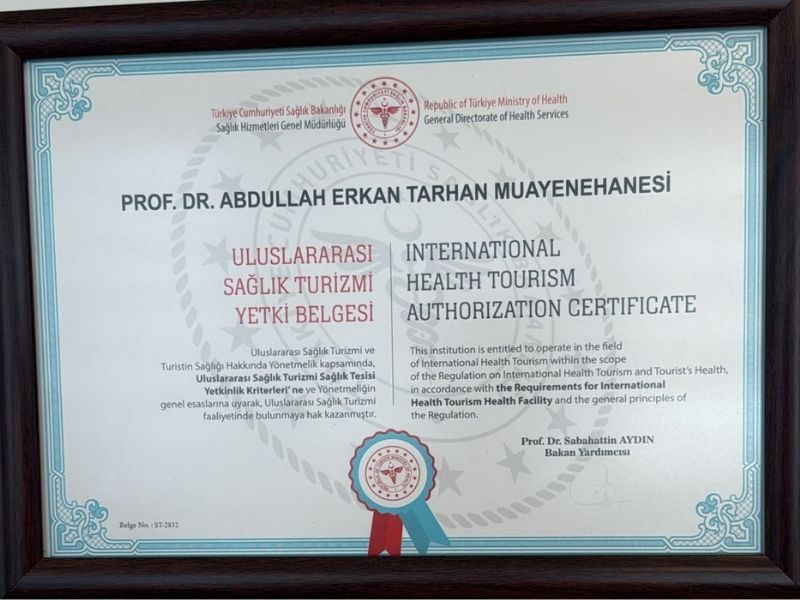 Türkiye Cumhuriyeti Sağlık Bakanlığı
Sağlık Hizmetleri Genel Müdürlüğü
Republic of Türkiye Ministry of Health
General Directorate of Health Services
PROF. DR. ABDULLAH ERKAN TARHAN MUAYENEHANESİ
ULUSLARARASI
SAĞLIK TURİZMİ
YETKİ BELGESİ
Uluslararası Sağlık Turizmi ve
Turistin Sağlığı Hakkında Yönetmelik kapsamında,
Uluslararası Sağlık Turizmi Sağlık Tesisi
Yetkinlik Kriterleri' ne ve Yönetmeliğin
genel esaslarına uyarak, Uluslararası Sağlık Turizmi
faaliyetinde bulunmaya hak kazanmıştır.
INTERNATIONAL
HEALTH TOURISM
AUTHORIZATION CERTIFICATE
This institution is entitled to operate in the field
of International Health Tourism within the scope
of the Regulation on International Health Tourism and Tourist's Health,
in accordance with the Requirements for International
Health Tourism Health Facility and the general principles of
the Regulation.
Prof. Dr. Sabahattin AYDIN
Bakan Yardımcısı
Belge No. : ST-2832